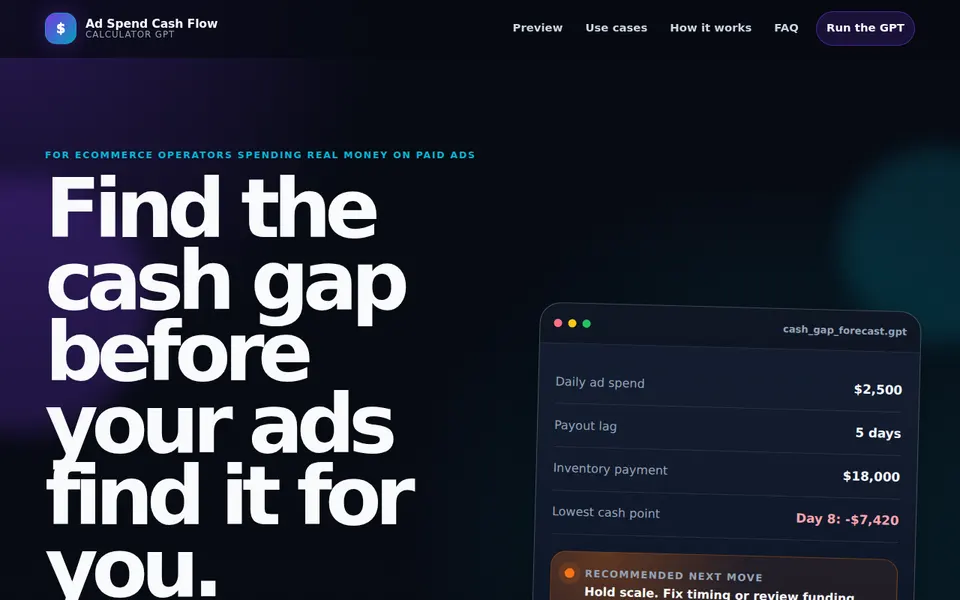 $
Ad Spend Cash Flow
CALCULATOR GPT
Preview
Use cases
How it works
FAQ
Run the GPT
FOR ECOMMERCE OPERATORS SPENDING REAL MONEY ON PAID ADS
Find the
cash gap
before
your ads
find it for
you.
cash_gap_forecast.gpt
Daily ad spend
$2,500
Payout lag
5 days
Inventory payment
$18,000
Lowest cash point
Day 8: -$7,420
RECOMMENDED NEXT MOVE
Hold scale. Fix timing or review funding